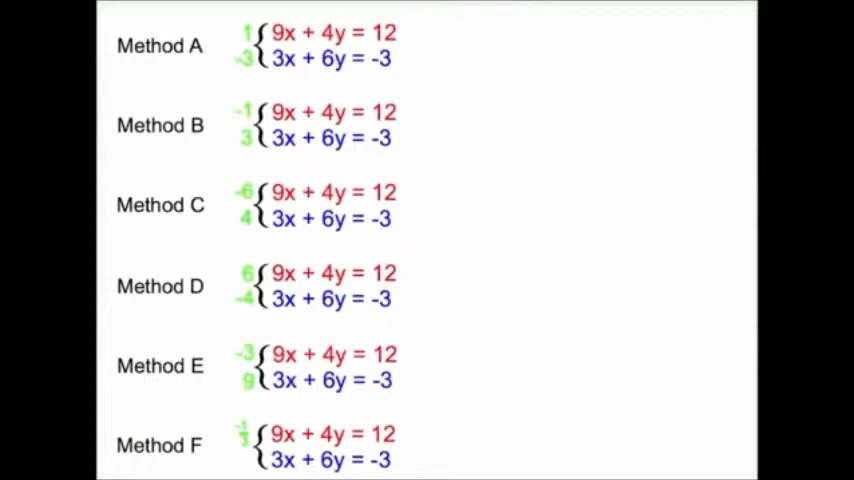 Method A
1 9x + 4y = 12
-3 3x + 6y = -3
Method B
-1 9x + 4y = 12
3 3x + 6y = -3
Method C
-6 9x + 4y = 12
4 3x + 6y = -3
Method D
6 9x + 4y = 12
-4 3x + 6y = -3
Method E
-3 9x + 4y = 12
9 3x + 6y = -3
Method F
-1/3 9x + 4y = 12
3x + 6y = -3